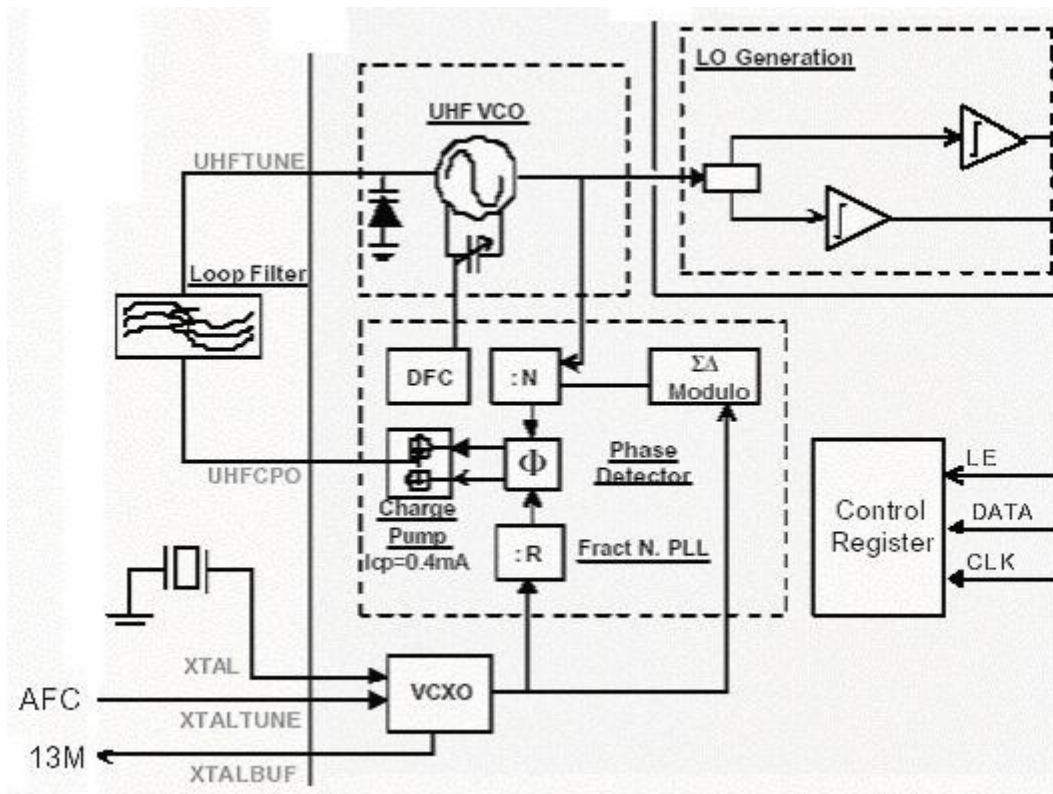 LO Generation
UHF VCO
UHFTUNE
Loop Filter
DFC
:N
ΣΔ
Modulo
Φ
Phase
Detector
UHFCPO
Charge
Pump
Icp=0.4mA
:R
Fract N. PLL
Control
Register
LE
DATA
CLK
XTAL
VCXO
AFC
XTALTUNE
13M
XTALBUF